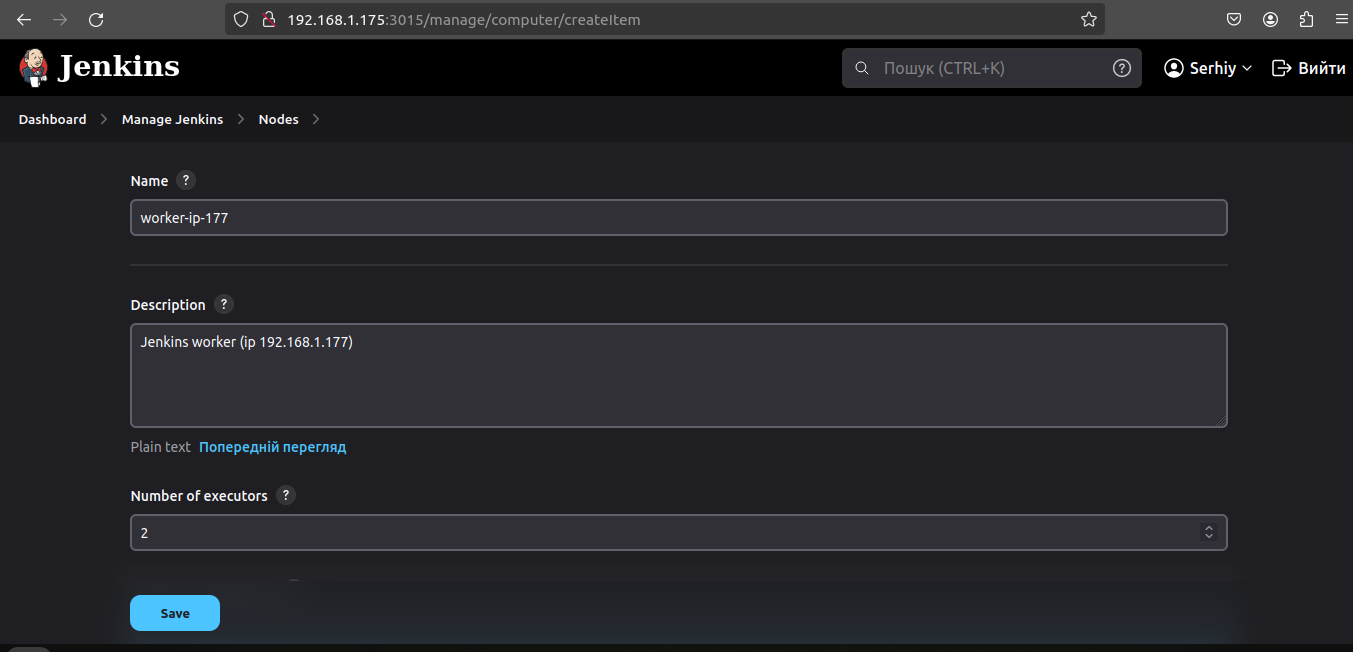 192.168.1.175:3015/manage/computer/createItem
Jenkins
Пошук (CTRL+K)
?
Serhiy
Вийти
Dashboard
Manage Jenkins
Nodes
Name ?
worker-ip-177
Description ?
Jenkins worker (ip 192.168.1.177)
Plain text Попередній перегляд
Number of executors ?
2
Save